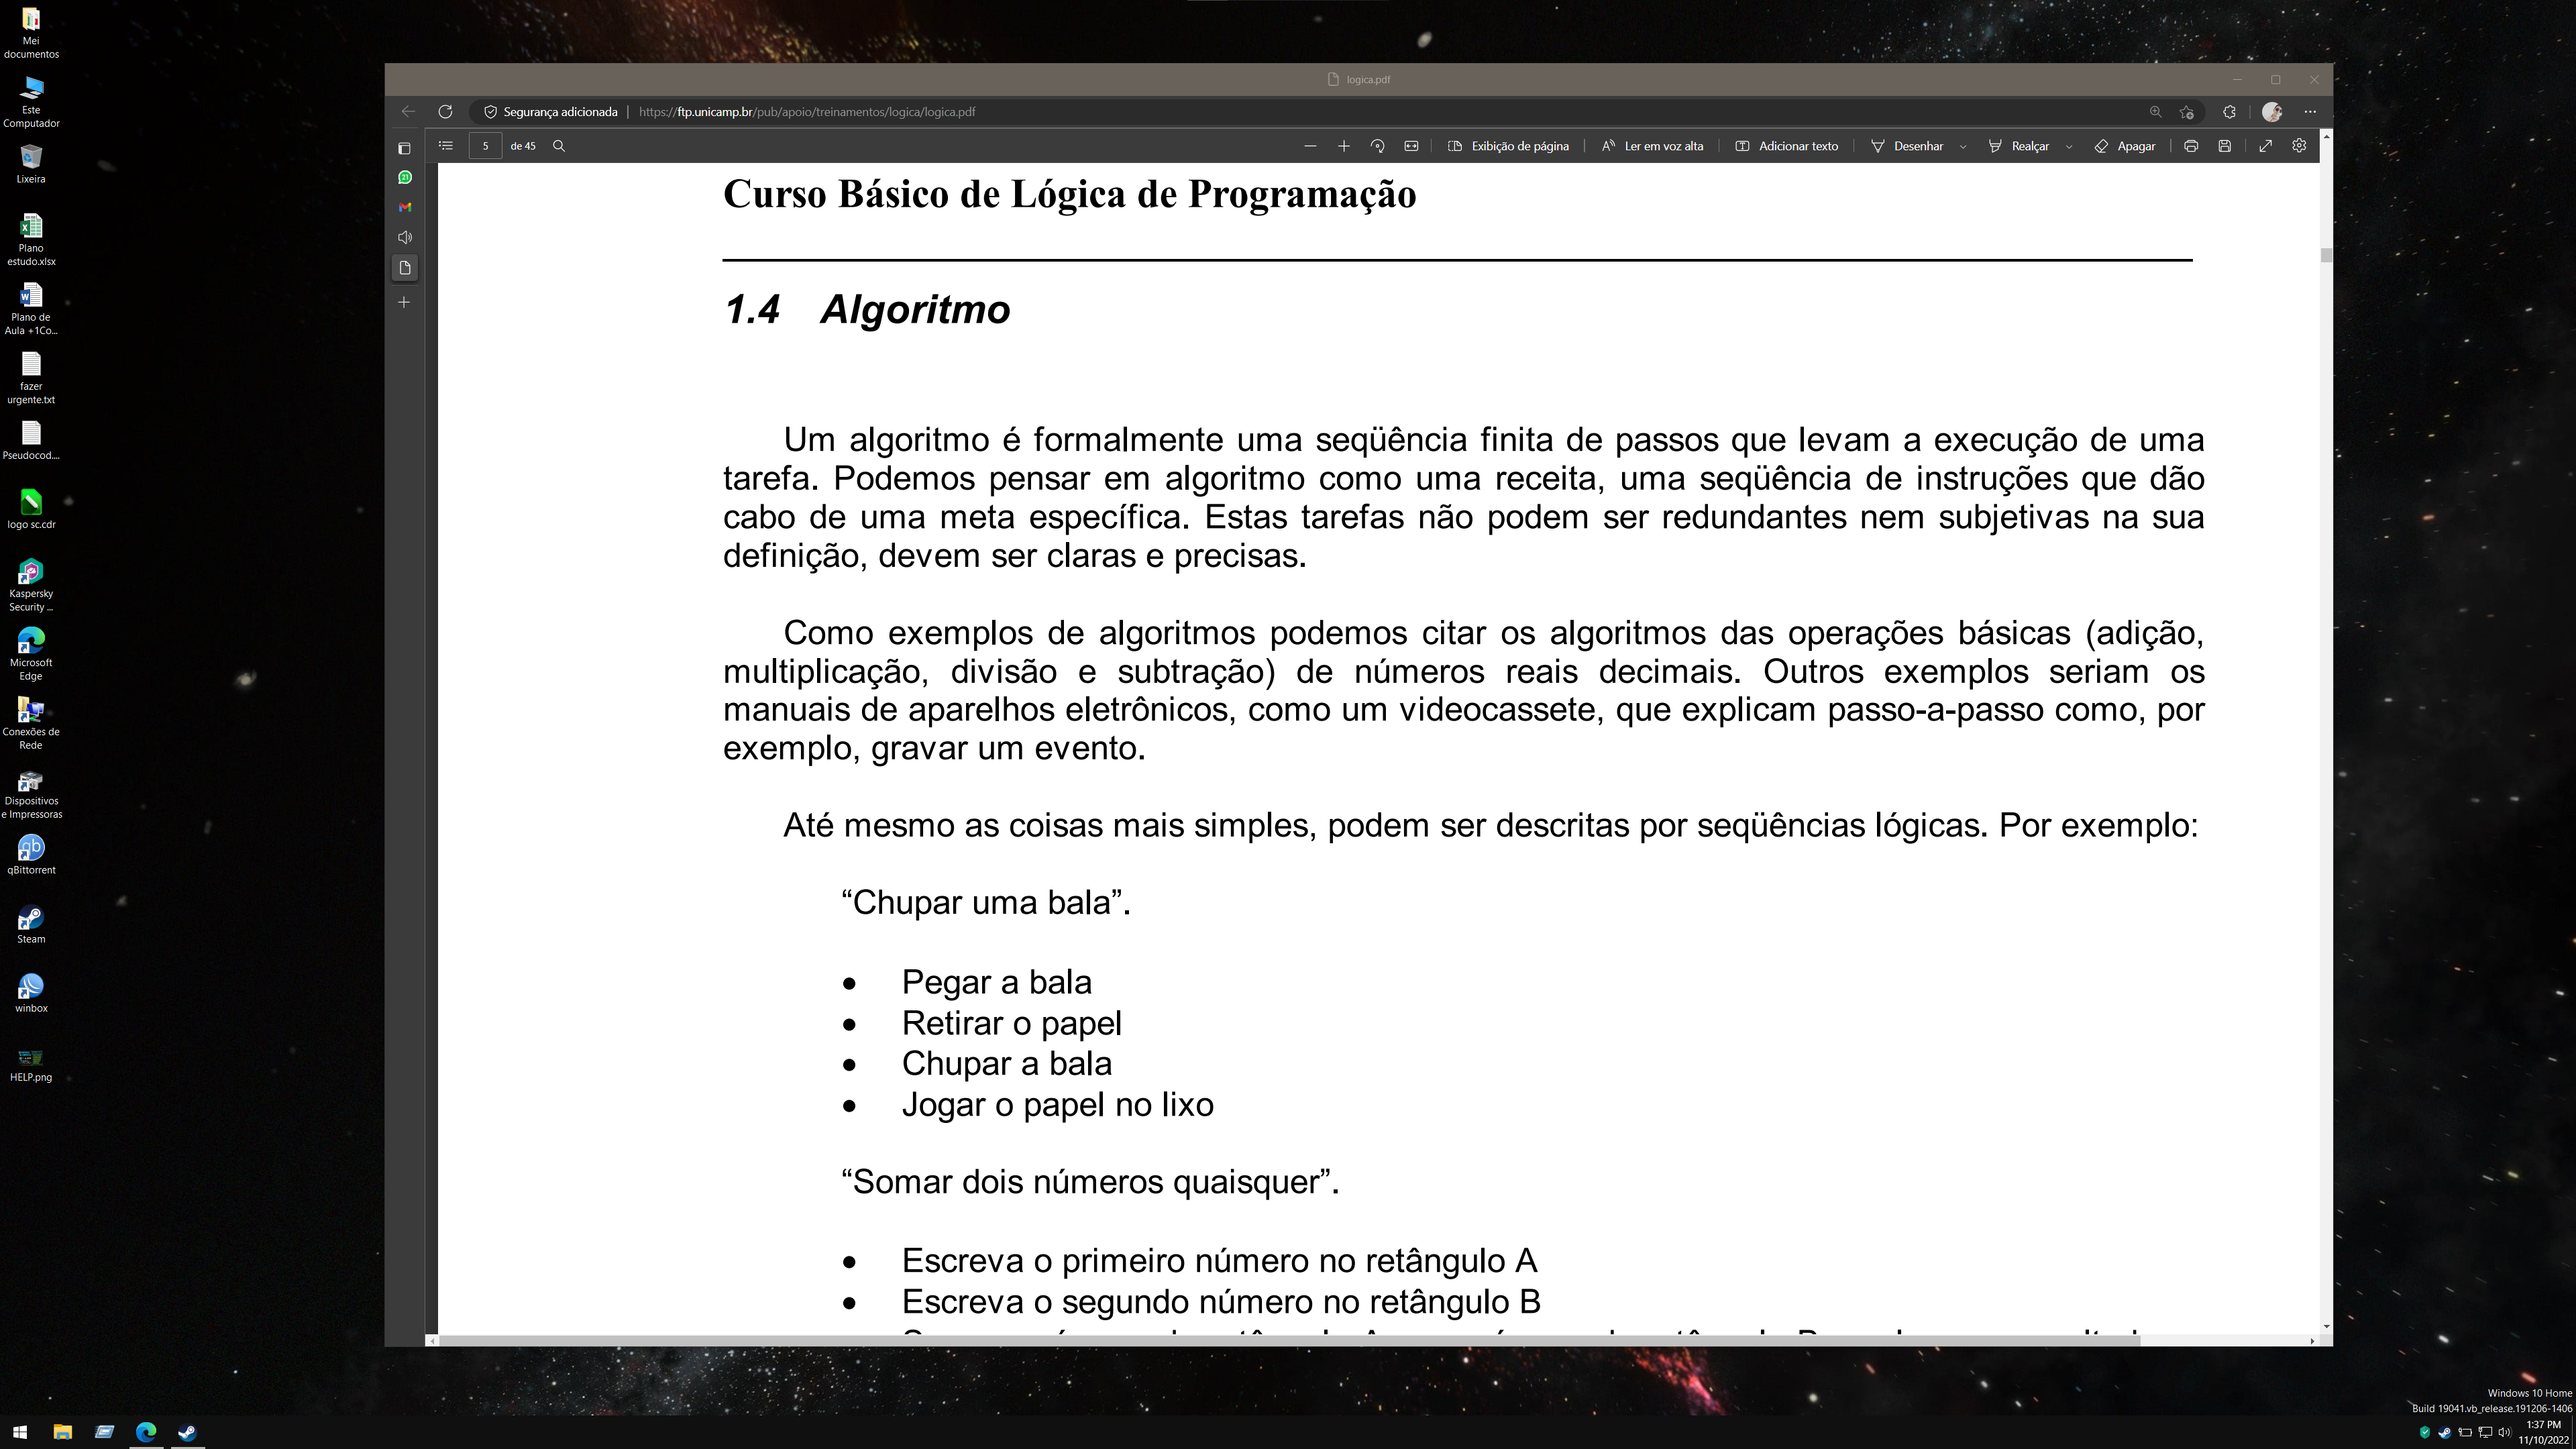 Mei
documentos
Este
Computador
Lixeira
Plano
estudo.xlsx
Plano de
Aula +1Co...
fazer
urgente.txt
Pseudocod....
logo sc.cdr
Kaspersky
Security ...
Microsoft
Edge
Conexões de
Rede
Dispositivos
e Impressoras
qBittorrent
Steam
winbox
HELP.png
logica.pdf
Segurança adicionada | https://ftp.unicamp.br/pub/apoio/treinamentos/logica/logica.pdf
5 de 45 Exibição de página Ler em voz alta Adicionar texto Desenhar Realçar Apagar
21
Curso Básico de Lógica de Programação
1.4 Algoritmo
Um algoritmo é formalmente uma seqüência finita de passos que levam a execução de uma
tarefa. Podemos pensar em algoritmo como uma receita, uma seqüência de instruções que dão
cabo de uma meta específica. Estas tarefas não podem ser redundantes nem subjetivas na sua
definição, devem ser claras e precisas.
Como exemplos de algoritmos podemos citar os algoritmos das operações básicas (adição,
multiplicação, divisão e subtração) de números reais decimais. Outros exemplos seriam os
manuais de aparelhos eletrônicos, como um videocassete, que explicam passo-a-passo como, por
exemplo, gravar um evento.
Até mesmo as coisas mais simples, podem ser descritas por seqüências lógicas. Por exemplo:
“Chupar uma bala”.
• Pegar a bala
• Retirar o papel
• Chupar a bala
• Jogar o papel no lixo
“Somar dois números quaisquer”.
• Escreva o primeiro número no retângulo A
• Escreva o segundo número no retângulo B
Windows 10 Home
Build 19041.vb_release.191206-1406
1:37 PM
11/10/2022